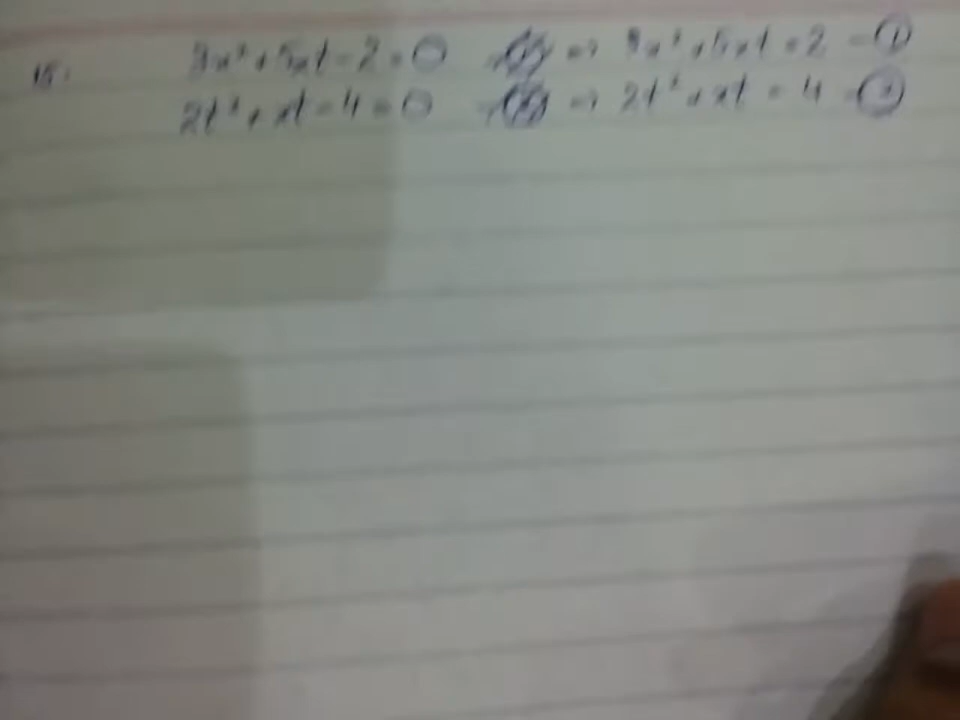 15. 3x² + 5xt - 2 = 0 ⇒ 3x² + 5xt = 2 - ①
2t² + xt - 4 = 0 ⇒ 2t² + xt = 4 - ②